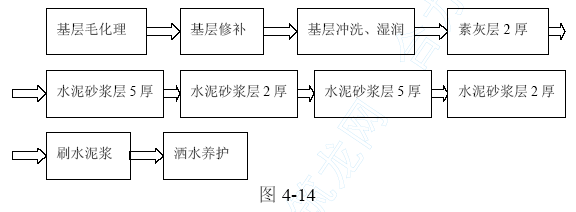 基层毛化理
基层修补
基层冲洗、湿润
素灰层 2 厚
水泥砂浆层 5 厚
水泥砂浆层 2 厚
水泥砂浆层 5 厚
水泥砂浆层 2 厚
刷水泥浆
洒水养护
图 4-14